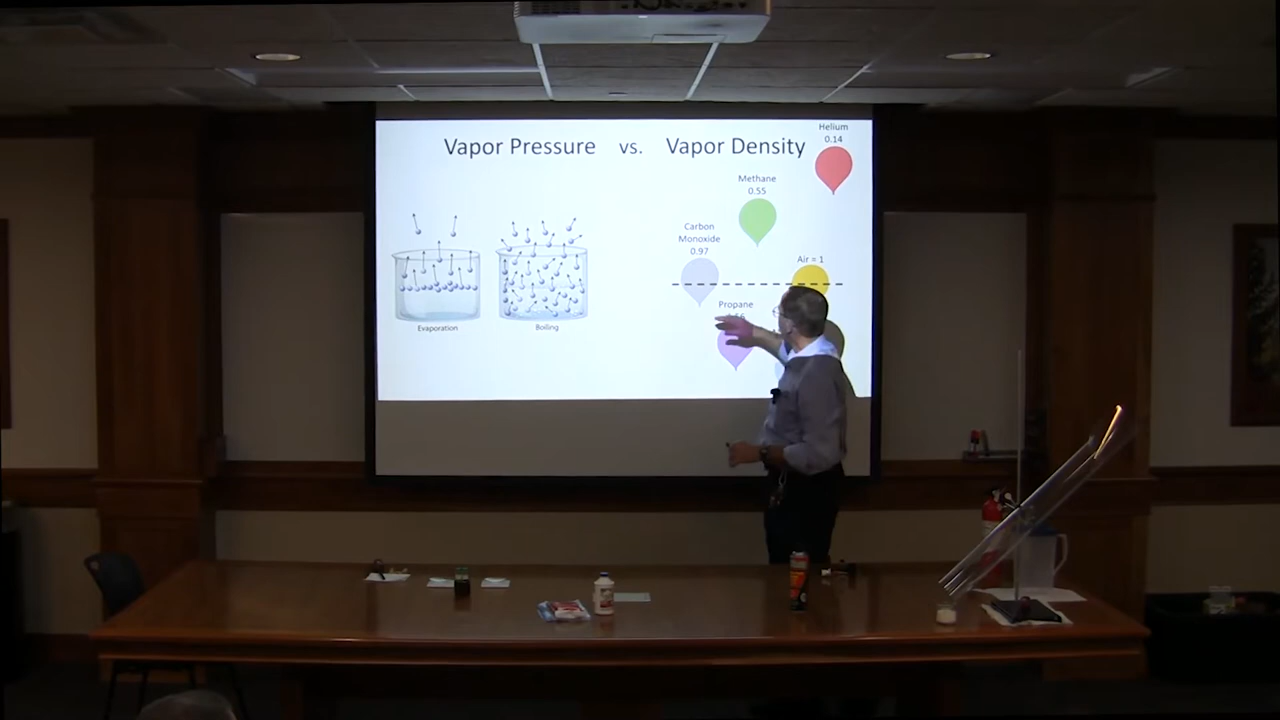 Vapor Pressure vs. Vapor Density
Helium
0.14
Methane
0.55
Carbon
Monoxide
0.97
Air = 1
Propane
Evaporation
Boiling